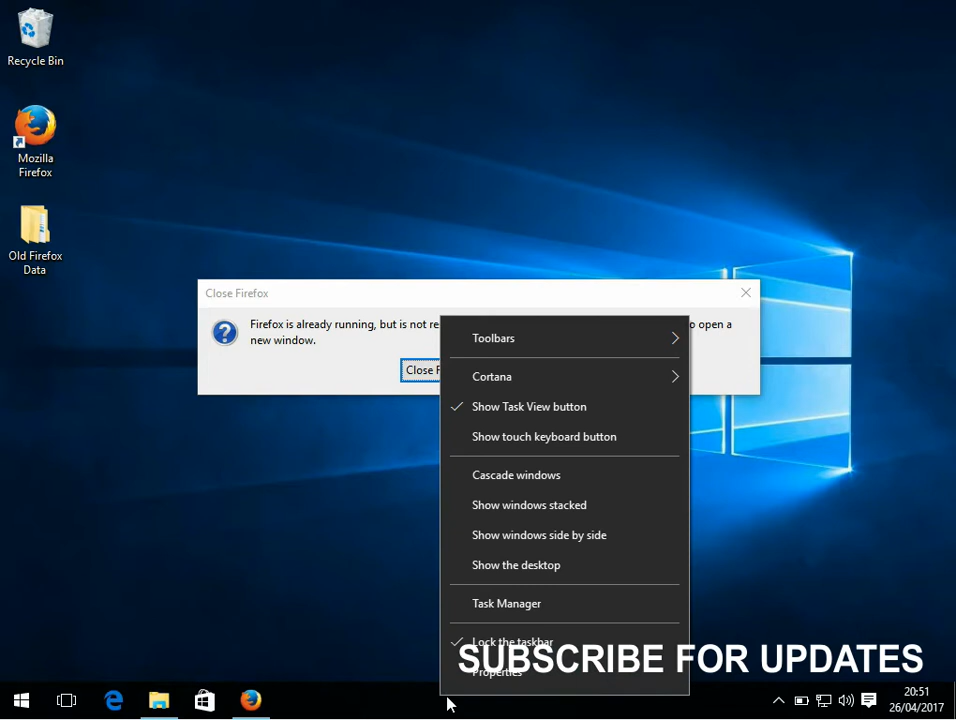 Recycle Bin
Mozilla
Firefox
Old Firefox
Data
Close Firefox
Firefox is already running, but is not re
o open a
new window.
Close F
Toolbars
Cortana
Show Task View button
Show touch keyboard button
Cascade windows
Show windows stacked
Show windows side by side
Show the desktop
Task Manager
Lock the taskbar
SUBSCRIBE FOR UPDATES
Properties
20:51
26/04/2017